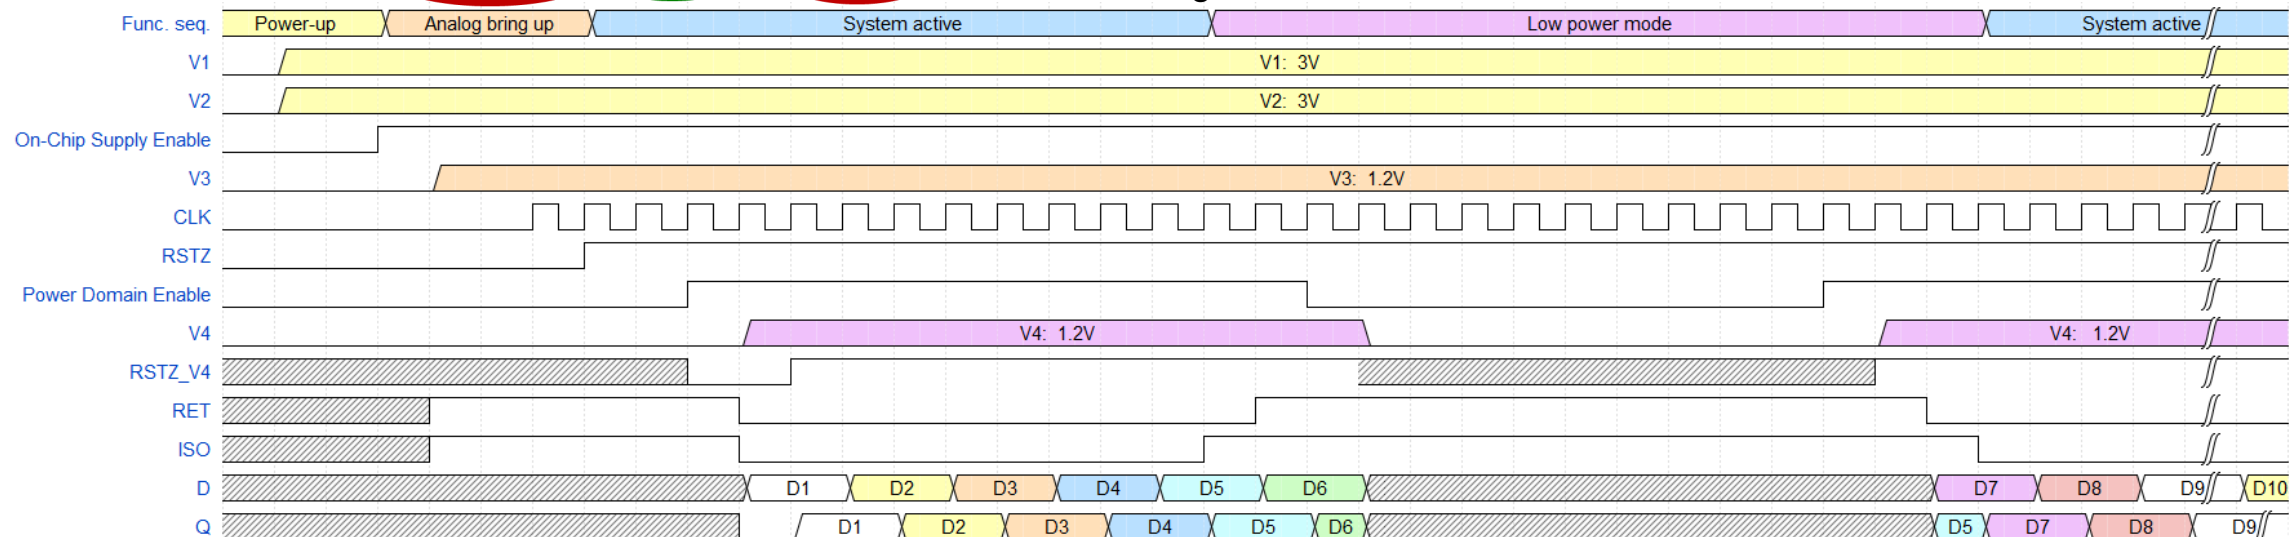 Func. seq. Power-up Analog bring up System active Low power mode System active
V1 V1: 3V
V2 V2: 3V
On-Chip Supply Enable
V3 V3: 1.2V
CLK
RSTZ
Power Domain Enable
V4 V4: 1.2V V4: 1.2V
RSTZ_V4
RET
ISO
D D1 D2 D3 D4 D5 D6 D7 D8 D9 D10
Q D1 D2 D3 D4 D5 D6 D5 D7 D8 D9